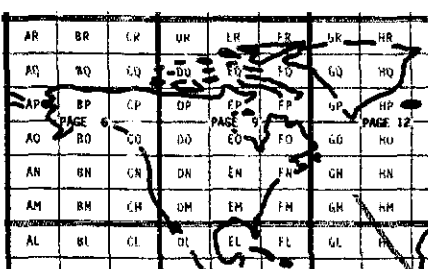 AR BR CR DR ER FR GR HR
AQ BQ CQ DQ EQ FQ GQ HQ
AP BP CP DP EP FP GP HP
PAGE 6 PAGE 9 PAGE 12
AO BO CO DO EO FO GO HO
AN BN CN DN EN FN GN HN
AM BM CM DM EM FM GM HM
AL BL CL DL EL FL GL